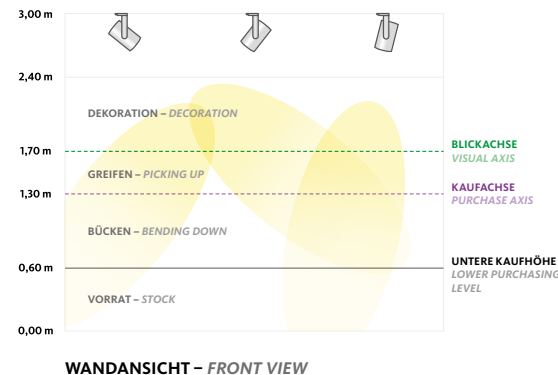 3,00 m
2,40 m
DEKORATION – DECORATION
1,70 m
BLICKACHSE
VISUAL AXIS
GREIFEN – PICKING UP
1,30 m
KAUFACHSE
PURCHASE AXIS
BÜCKEN – BENDING DOWN
0,60 m
UNTERE KAUFHÖHE
LOWER PURCHASING
LEVEL
VORRAT – STOCK
0,00 m
WANDANSICHT – FRONT VIEW